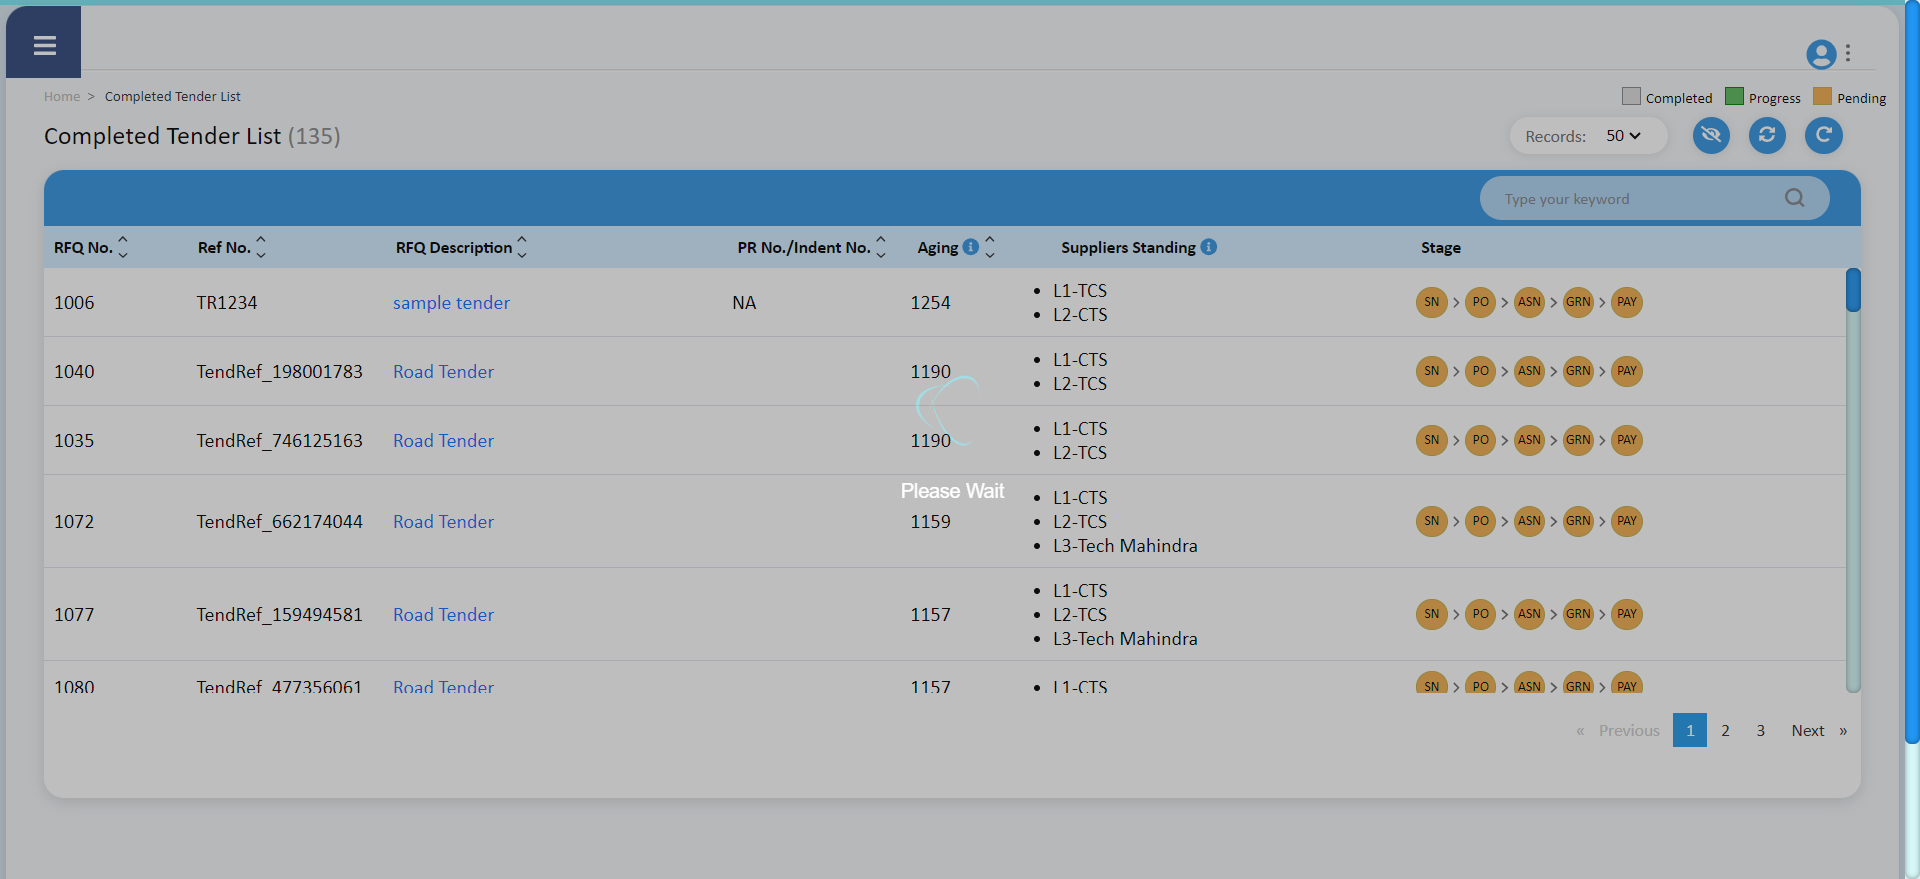 Home > Completed Tender List
Completed Progress Pending
Completed Tender List (135)
Records: 50
Type your keyword
RFQ No. Ref No. RFQ Description PR No./Indent No. Aging Suppliers Standing Stage
1006 TR1234 sample tender NA 1254
L1-TCS
L2-CTS
SN > PO > ASN > GRN > PAY
1040 TendRef_198001783 Road Tender 1190
L1-CTS
L2-TCS
SN > PO > ASN > GRN > PAY
1035 TendRef_746125163 Road Tender 1190
L1-CTS
L2-TCS
SN > PO > ASN > GRN > PAY
Please Wait
1072 TendRef_662174044 Road Tender 1159
L1-CTS
L2-TCS
L3-Tech Mahindra
SN > PO > ASN > GRN > PAY
1077 TendRef_159494581 Road Tender 1157
L1-CTS
L2-TCS
L3-Tech Mahindra
SN > PO > ASN > GRN > PAY
1080 TendRef_477356061 Road Tender 1157
L1-CTS
SN > PO > ASN > GRN > PAY
« Previous 1 2 3 Next »